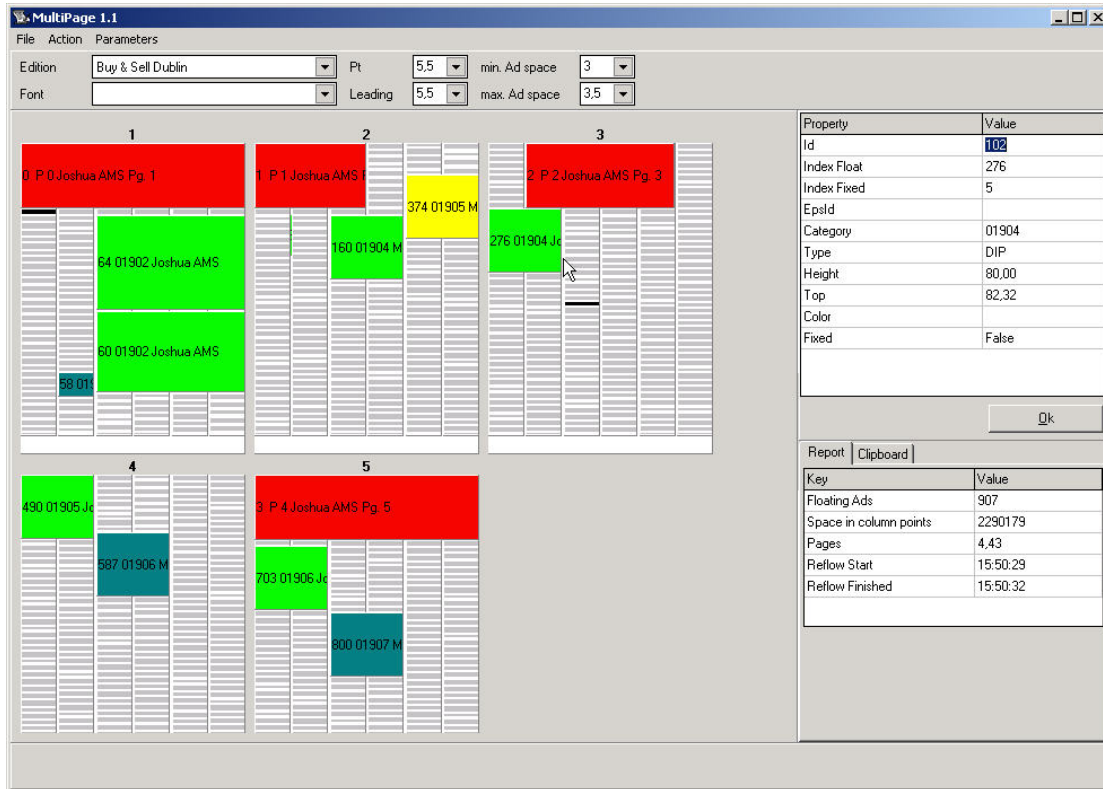 MultiPage 1.1
File Action Parameters
Edition Buy & Sell Dublin Pt 5,5 min. Ad space 3
Font Leading 5,5 max. Ad space 3,5
1 2 3
0 P 0 Joshua AMS Pg. 1
1 P 1 Joshua AMS
2 P 2 Joshua AMS Pg. 3
374 01905 M
160 01904 M
276 01904 Jo
64 01902 Joshua AMS
60 01902 Joshua AMS
58 019
4 5
490 01905 Jo
3 P 4 Joshua AMS Pg. 5
587 01906 M
703 01906 Jo
800 01907 M
Property Value
Id 102
Index Float 276
Index Fixed 5
EpsId
Category 01904
Type DIP
Height 80,00
Top 82,32
Color
Fixed False
Ok
Report Clipboard
Key Value
Floating Ads 907
Space in column points 2290179
Pages 4,43
Reflow Start 15:50:29
Reflow Finished 15:50:32